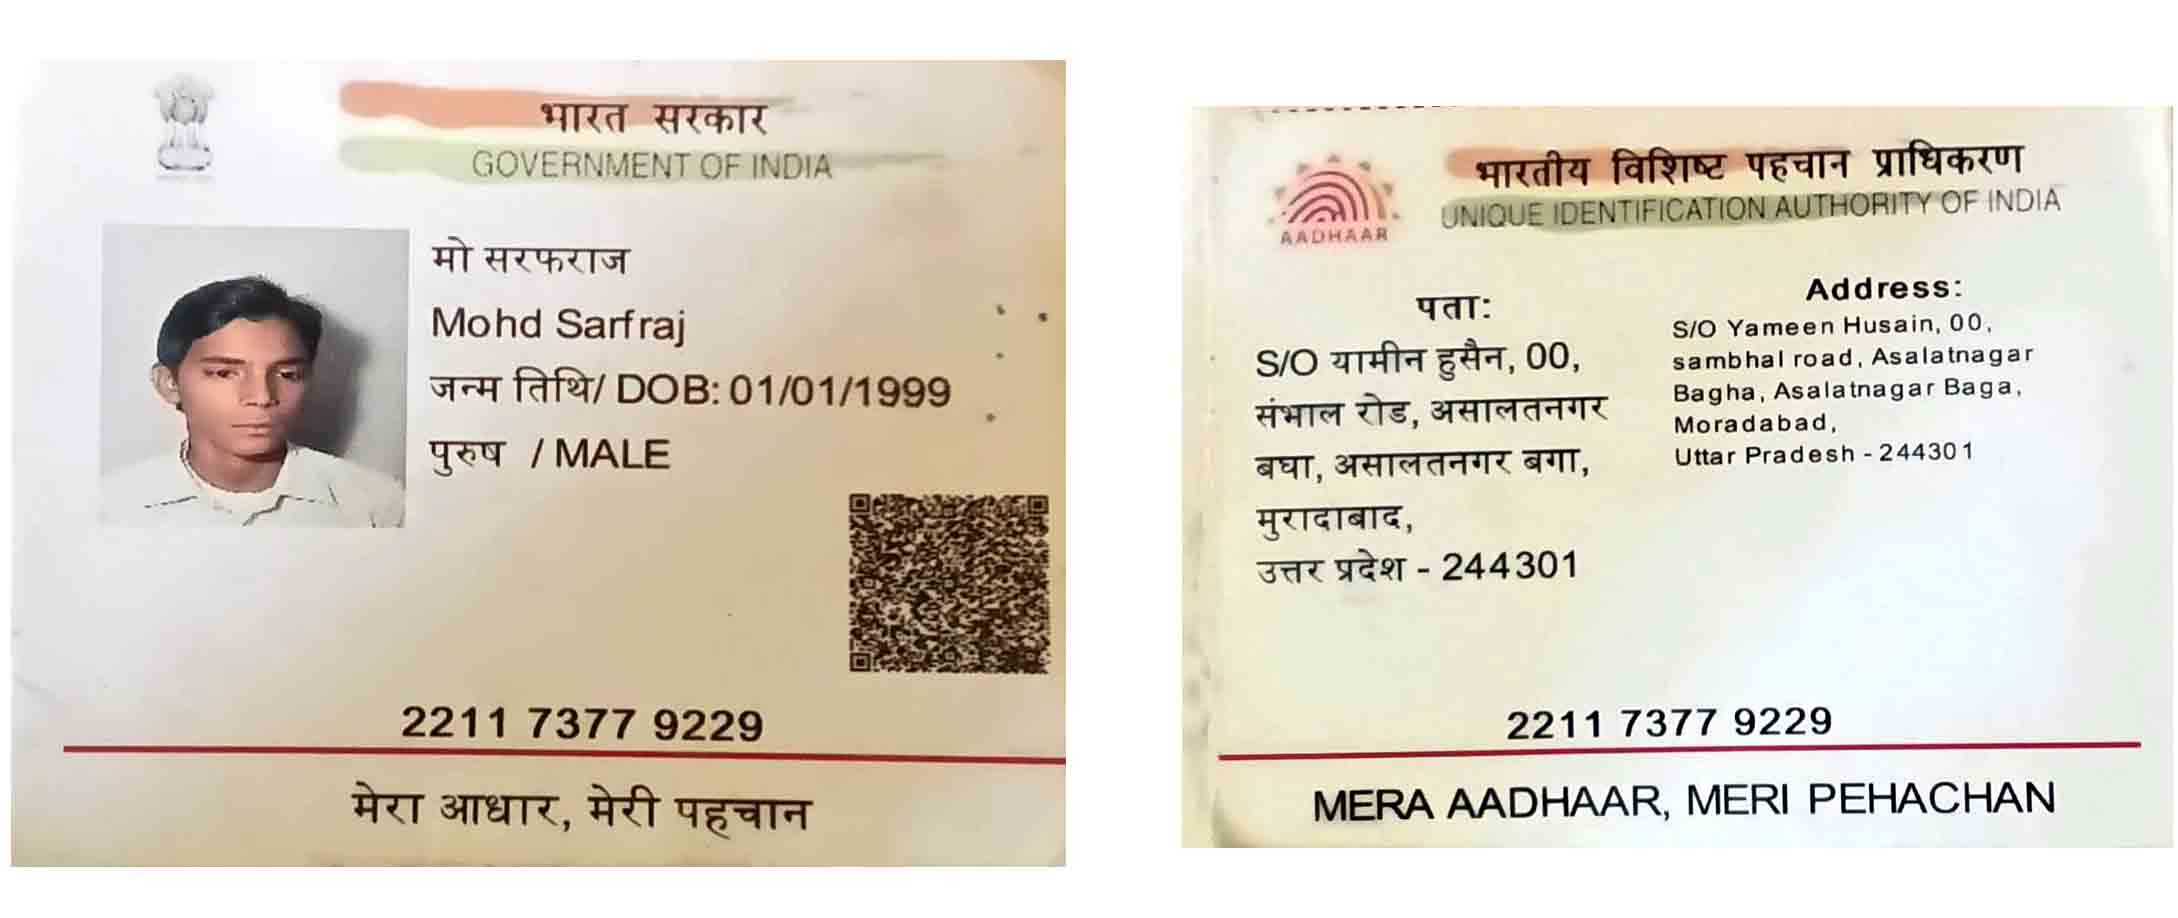 भारत सरकार
GOVERNMENT OF INDIA
मो सरफराज
Mohd Sarfraj
जन्म तिथि/ DOB: 01/01/1999
पुरुष / MALE
2211 7377 9229
मेरा आधार, मेरी पहचान
भारतीय विशिष्ट पहचान प्राधिकरण
UNIQUE IDENTIFICATION AUTHORITY OF INDIA
AADHAAR
पता:
S/O यामीन हुसैन, 00,
संभाल रोड, असालतनगर
बघा, असालतनगर बगा,
मुरादाबाद,
उत्तर प्रदेश - 244301
Address:
S/O Yameen Husain, 00,
sambhal road, Asalatnagar
Bagha, Asalatnagar Baga,
Moradabad,
Uttar Pradesh - 244301
2211 7377 9229
MERA AADHAAR, MERI PEHACHAN